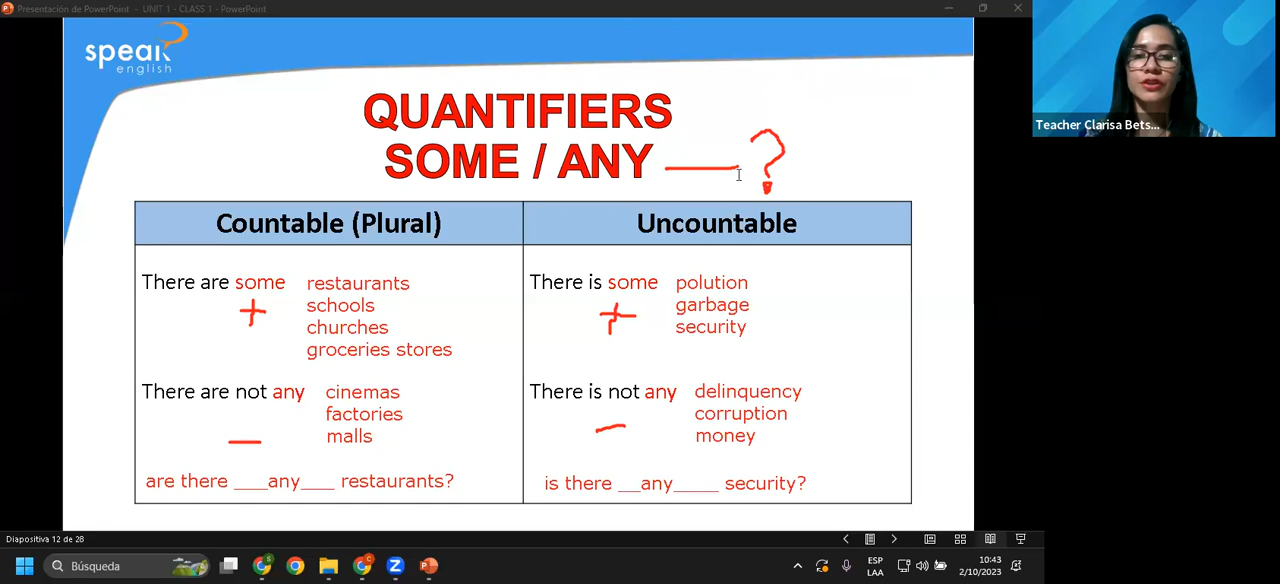 Presentación de PowerPoint - UNIT 1 - CLASS 1 - PowerPoint
speak
english
QUANTIFIERS
SOME / ANY ____?
Teacher Clarisa Bets...
Countable (Plural)
Uncountable
There are some
restaurants
schools
churches
groceries stores
There is some
polution
garbage
security
There are not any
cinemas
factories
malls
There is not any
delinquency
corruption
money
are there ___any___ restaurants?
is there __any____ security?
Diapositiva 12 de 28
Búsqueda
ESP
LAA
10:43
2/10/2023